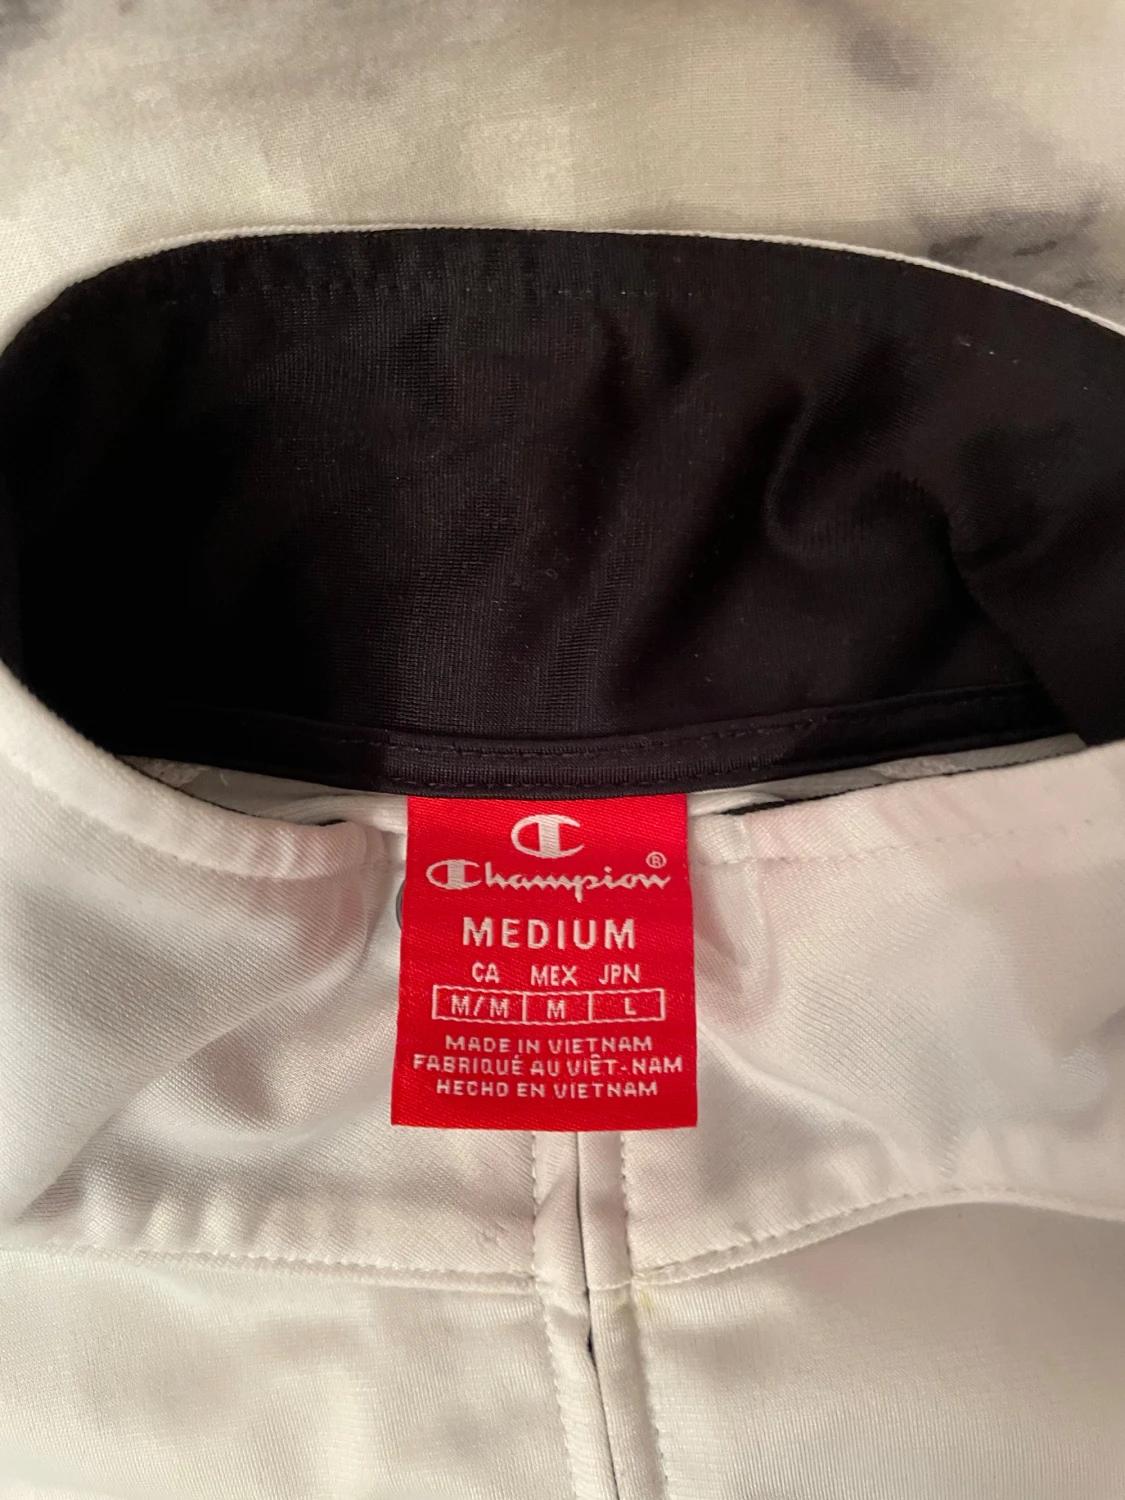 Champion®
MEDIUM
CA MEX JPN
M/M M L
MADE IN VIETNAM
FABRIQUÉ AU VIÊT-NAM
HECHO EN VIETNAM